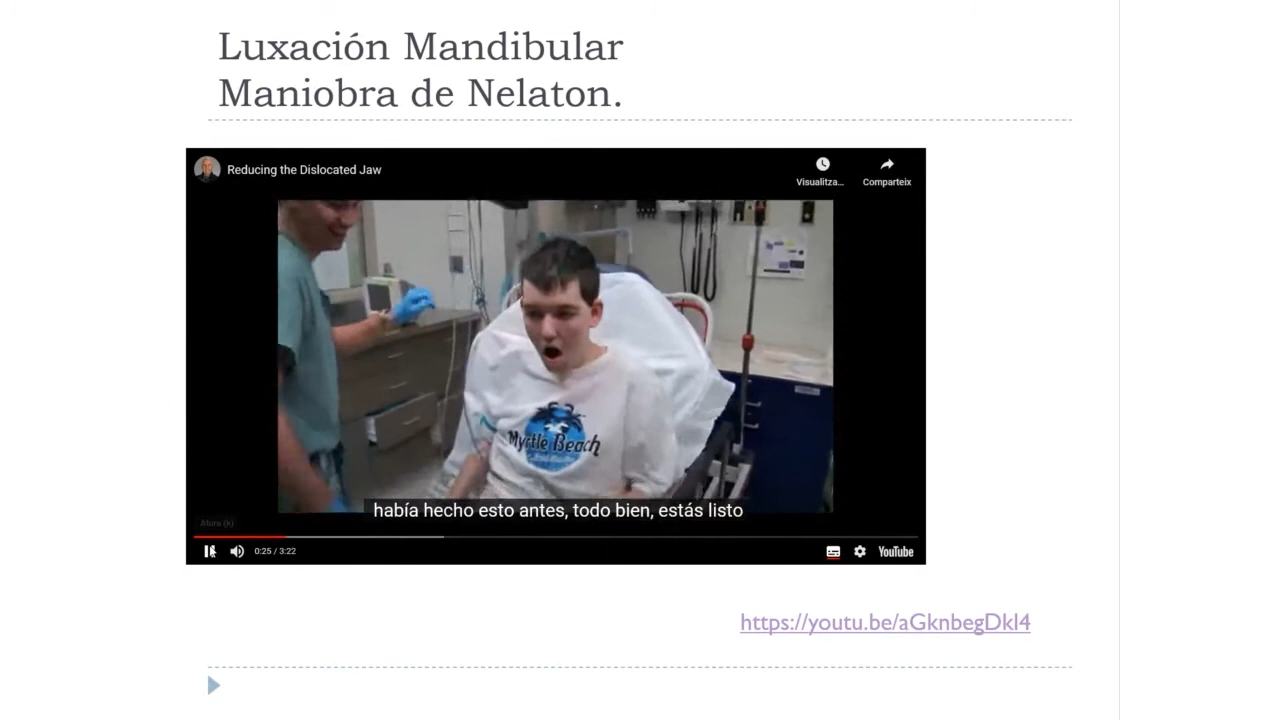 Luxación Mandibular
Maniobra de Nelaton.
Reducing the Dislocated Jaw
Visualitza...
Comparteix
Myrtle Beach
había hecho esto antes, todo bien, estás listo
Atura (k)
0:25 / 3:22
YouTube
https://youtu.be/aGknbegDkl4